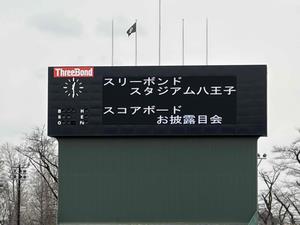 ThreeBond
スリーボンド
スタジアム八王子
スコアボード
お披露目会
B H
S E
O Fc